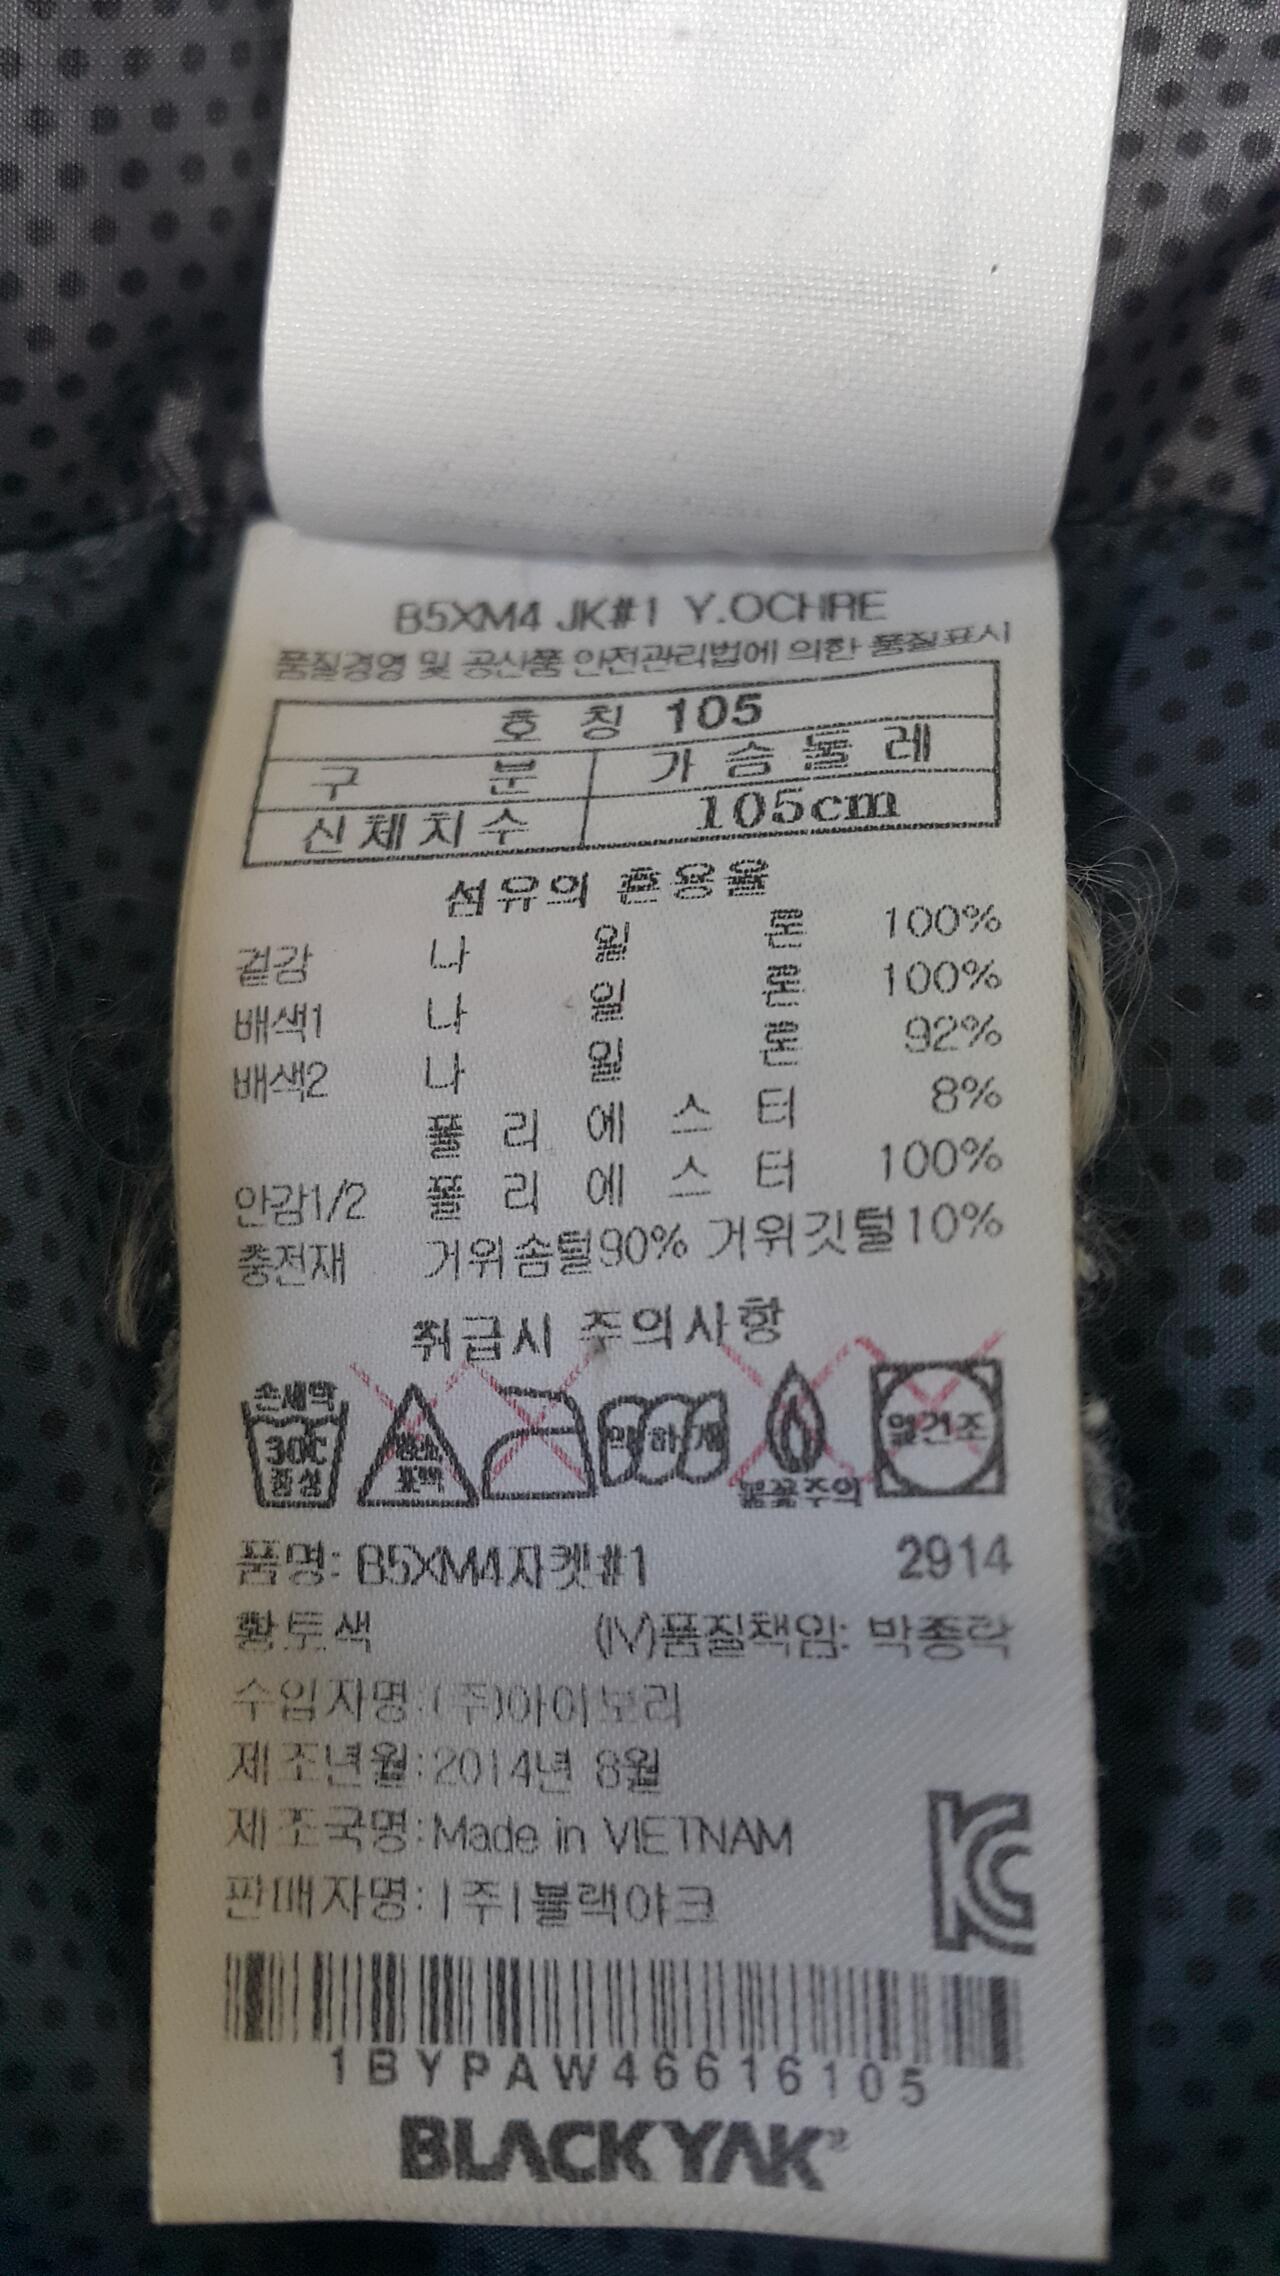 B5XM4 JK#1 Y.OCHRE
품질경영 및 공산품 안전관리법에 의한 품질표시
호 칭 105
구 분 가 슴 둘 레
신체치수 105cm
섬유의 혼용율
겉감 나 일 론 100%
배색1 나 일 론 100%
배색2 나 일 론 92%
폴 리 에 스 터 8%
안감1/2 폴 리 에 스 터 100%
충전재 거위솜털90% 거위깃털10%
취급시 주의사항
손세탁 30C 중성
염소 표백
약하게
불꽃주의
열건조
품명: B5XM4자켓#1 2914
황토색 (IV)품질책임: 박종락
수입자명:(주)아이보리
제조년월:2014년 8월
제조국명:Made in VIETNAM
판매자명:|주|블랙야크
1BYPAW46616105
BLACKYAK®